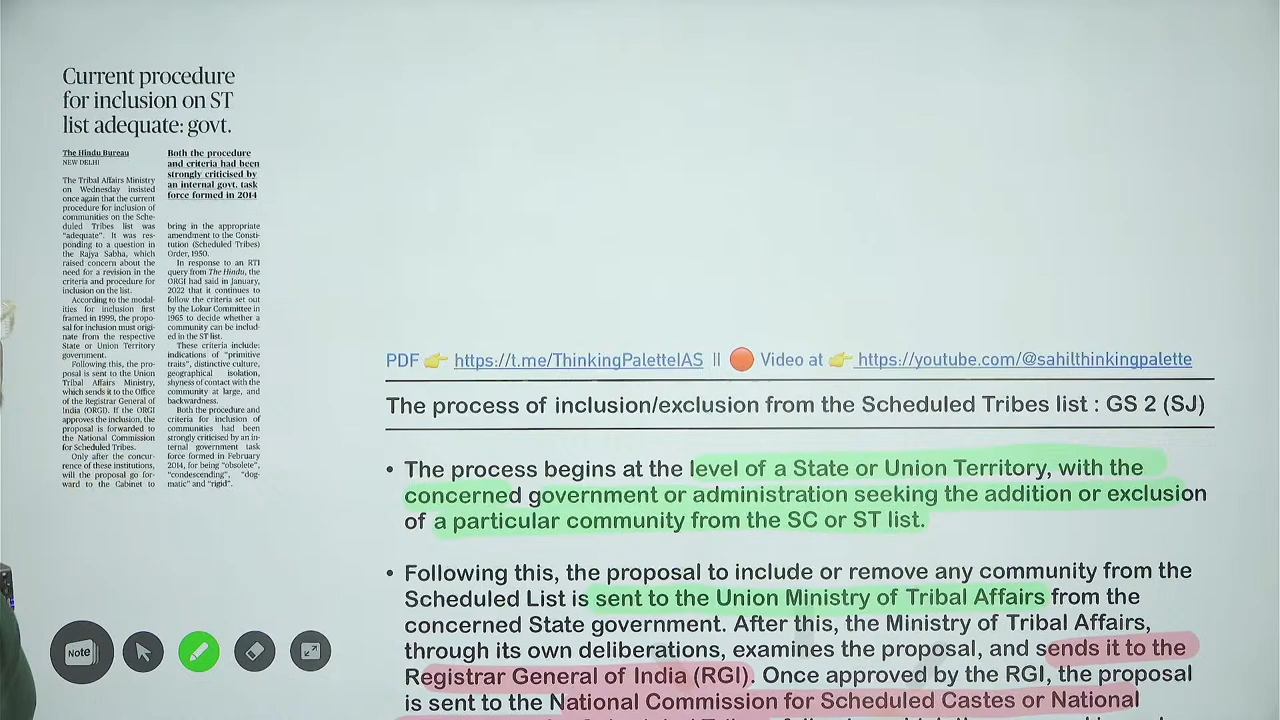 Current procedure
for inclusion on ST
list adequate: govt.
The Hindu Bureau
NEW DELHI
The Tribal Affairs Ministry
on Wednesday insisted
once again that the current
procedure for inclusion of
communities on the Sche-
duled Tribes list was
“adequate”. It was res-
ponding to a question in
the Rajya Sabha, which
raised concern about the
need for a revision in the
criteria and procedure for
inclusion on the list.
According to the modal-
ities for inclusion first
framed in 1999, the propo-
sal for inclusion must origi-
nate from the respective
State or Union Territory
government.
Following this, the pro-
posal is sent to the Union
Tribal Affairs Ministry,
which sends it to the Office
of the Registrar General of
India (ORGI). If the ORGI
approves the inclusion, the
proposal is forwarded to
the National Commission
for Scheduled Tribes.
Only after the concur-
rence of these institutions,
will the proposal go for-
ward to the Cabinet to
Both the procedure
and criteria had been
strongly criticised by
an internal govt. task
force formed in 2014
bring in the appropriate
amendment to the Consti-
tution (Scheduled Tribes)
Order, 1950.
In response to an RTI
query from The Hindu, the
ORGI had said in January,
2022 that it continues to
follow the criteria set out
by the Lokur Committee in
1965 to decide whether a
community can be includ-
ed in the ST list.
These criteria include:
indications of “primitive
traits”, distinctive culture,
geographical isolation,
shyness of contact with the
community at large, and
backwardness.
Both the procedure and
criteria for inclusion of
communities had been
strongly criticised by an in-
ternal government task
force formed in February
2014, for being “obsolete”,
“condescending”, “dog-
matic” and “rigid”.
PDF 👉 https://t.me/ThinkingPaletteIAS || 🔴 Video at 👉 https://youtube.com/@sahilthinkingpalette
The process of inclusion/exclusion from the Scheduled Tribes list : GS 2 (SJ)
• The process begins at the level of a State or Union Territory, with the
concerned government or administration seeking the addition or exclusion
of a particular community from the SC or ST list.
• Following this, the proposal to include or remove any community from the
Scheduled List is sent to the Union Ministry of Tribal Affairs from the
concerned State government. After this, the Ministry of Tribal Affairs,
through its own deliberations, examines the proposal, and sends it to the
Registrar General of India (RGI). Once approved by the RGI, the proposal
is sent to the National Commission for Scheduled Castes or National
Note